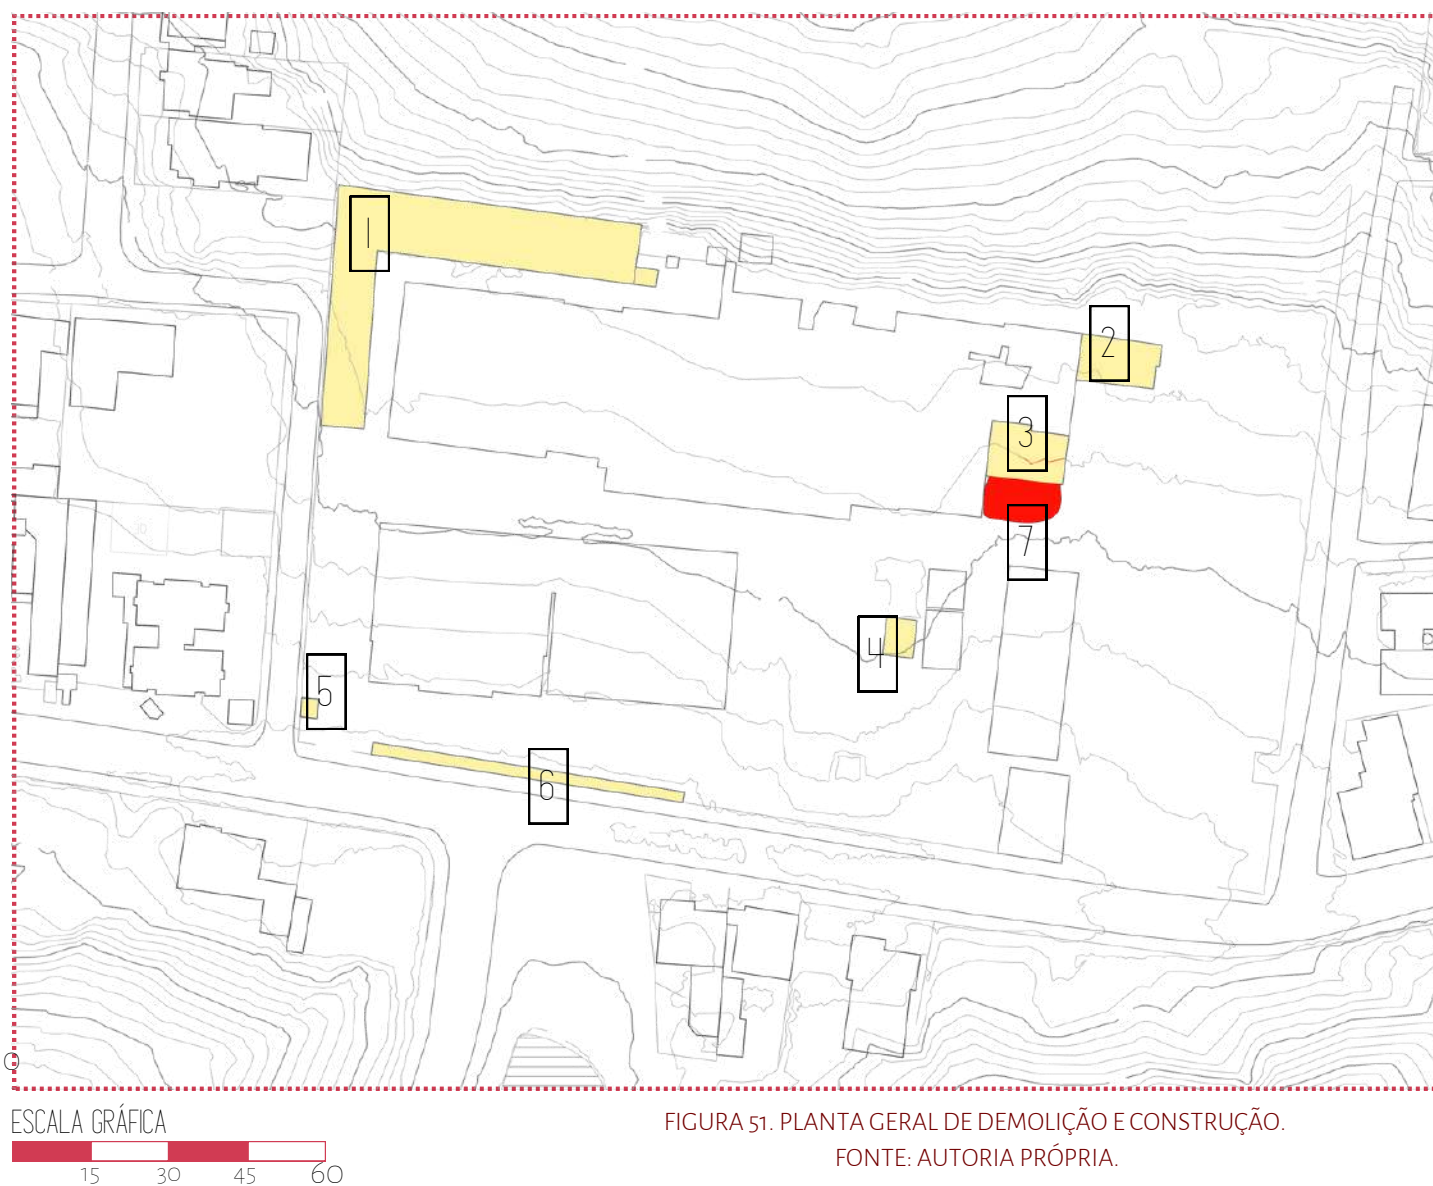 1
2
3
7
4
5
6
0
ESCALA GRÁFICA
15 30 45 60
FIGURA 51. PLANTA GERAL DE DEMOLIÇÃO E CONSTRUÇÃO.
FONTE: AUTORIA PRÓPRIA.